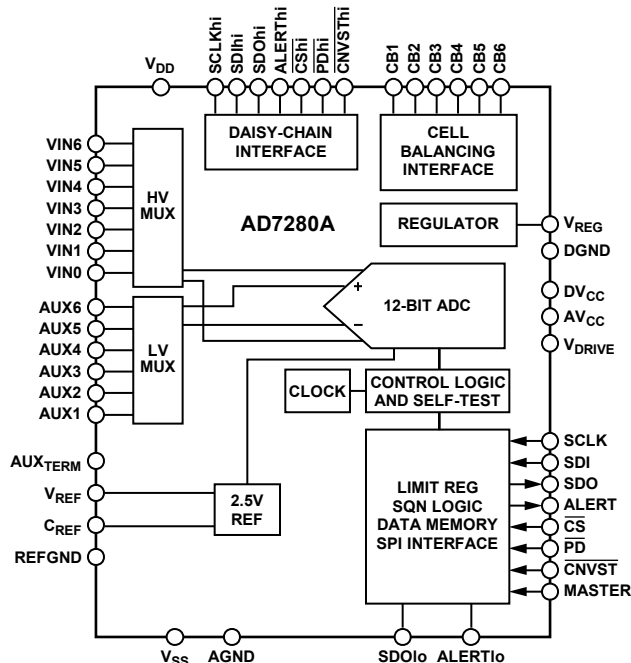 SCLKhi
SDIhi
SDOhi
ALERThi
CShi
PDhi
CNVSThi
CB1
CB2
CB3
CB4
CB5
CB6
VDD
DAISY-CHAIN
INTERFACE
CELL
BALANCING
INTERFACE
VIN6
VIN5
VIN4
VIN3
VIN2
VIN1
VIN0
HV
MUX
AD7280A
REGULATOR
VREG
DGND
DVCC
AVCC
VDRIVE
AUX6
AUX5
AUX4
AUX3
AUX2
AUX1
LV
MUX
+
–
12-BIT ADC
CLOCK
CONTROL LOGIC
AND SELF-TEST
AUXTERM
VREF
CREF
REFGND
2.5V
REF
LIMIT REG
SQN LOGIC
DATA MEMORY
SPI INTERFACE
SCLK
SDI
SDO
ALERT
CS
PD
CNVST
MASTER
VSS
AGND
SDOlo
ALERTlo